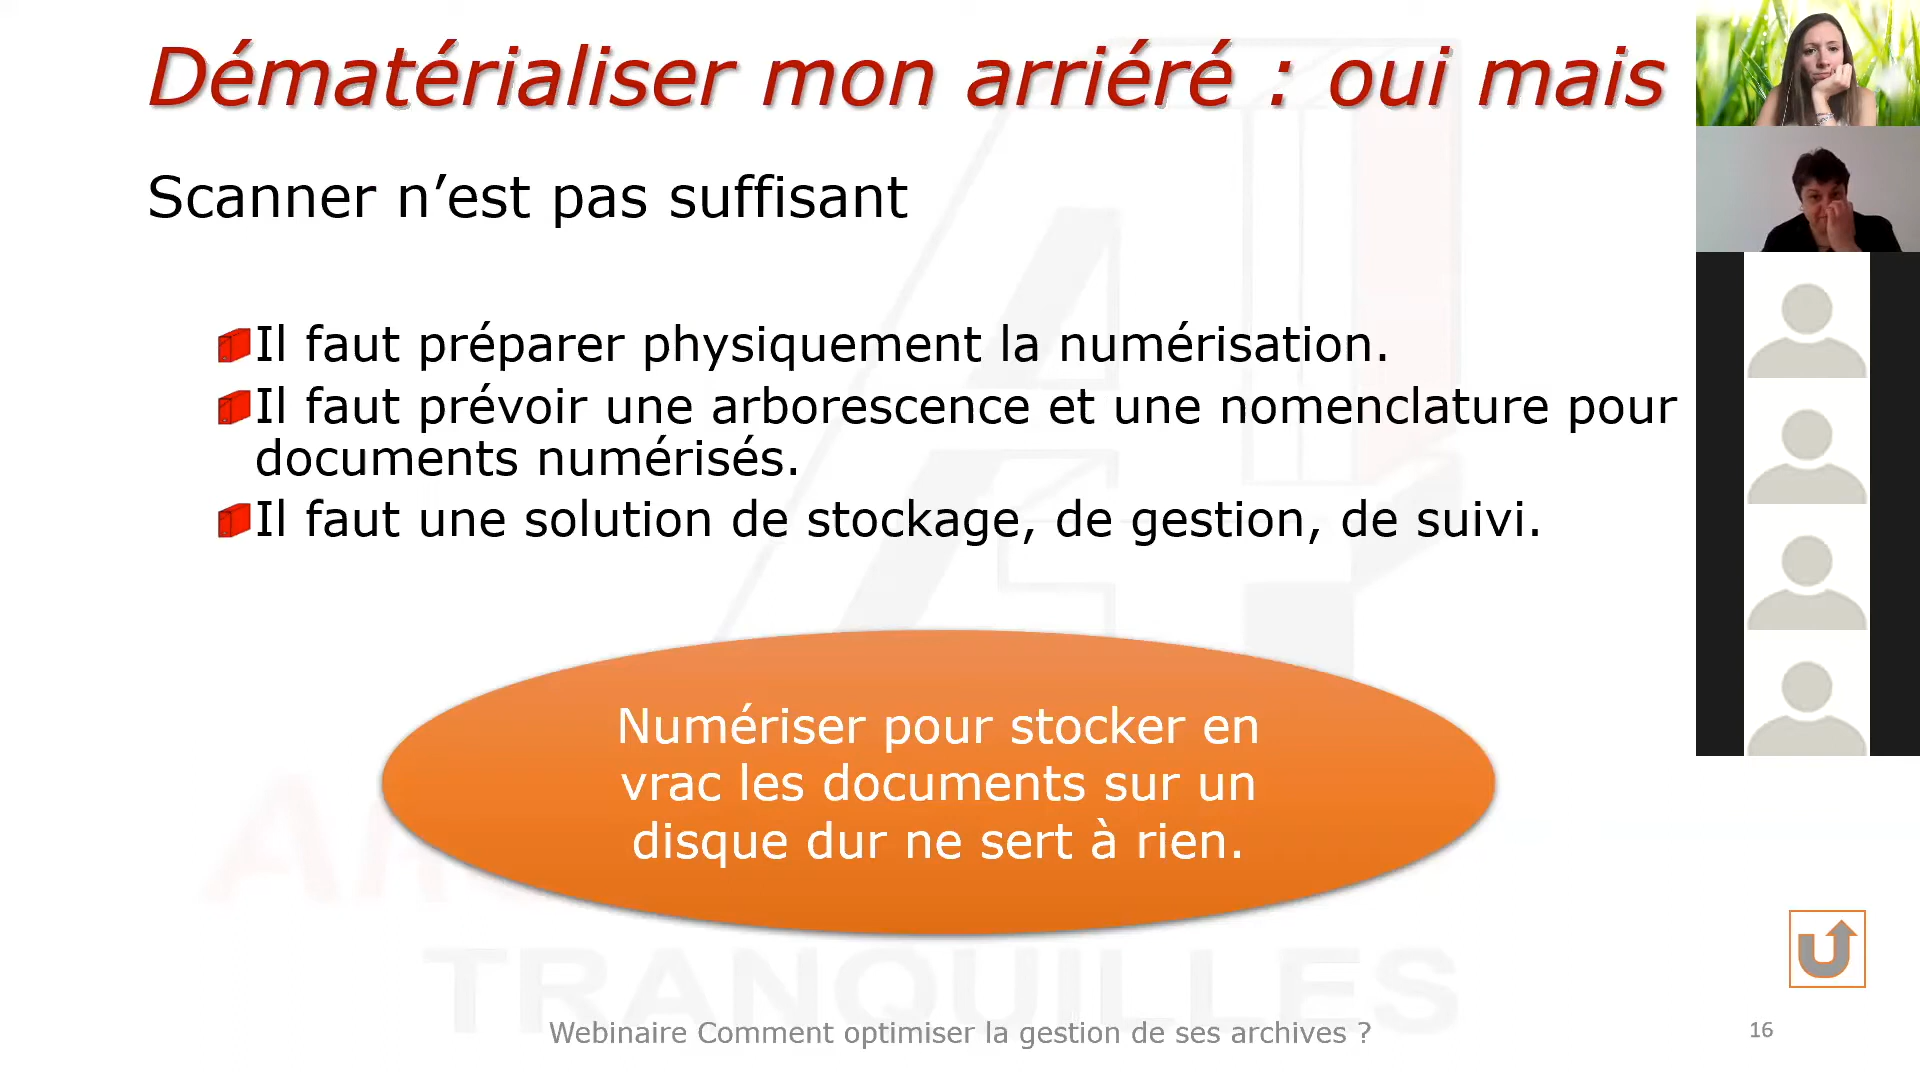 Dématérialiser mon arriéré : oui mais
Scanner n’est pas suffisant
Il faut préparer physiquement la numérisation.
Il faut prévoir une arborescence et une nomenclature pour
documents numérisés.
Il faut une solution de stockage, de gestion, de suivi.
Numériser pour stocker en
vrac les documents sur un
disque dur ne sert à rien.
TRANQUILLES
Webinaire Comment optimiser la gestion de ses archives ?
16